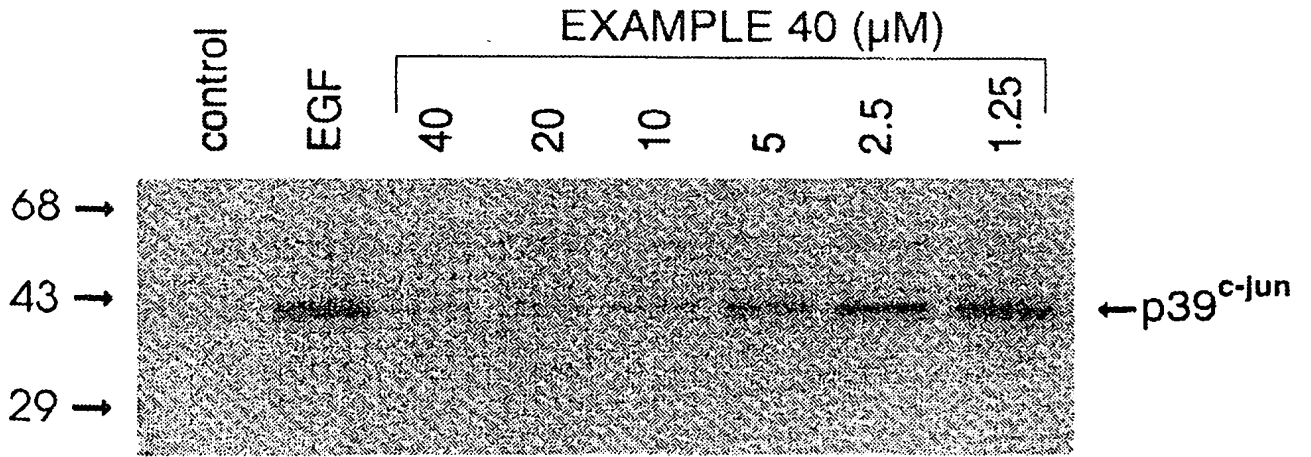 EXAMPLE 40 (µM)
control
EGF
40
20
10
5
2.5
1.25
68 →
43 →
29 →
←p39c-jun